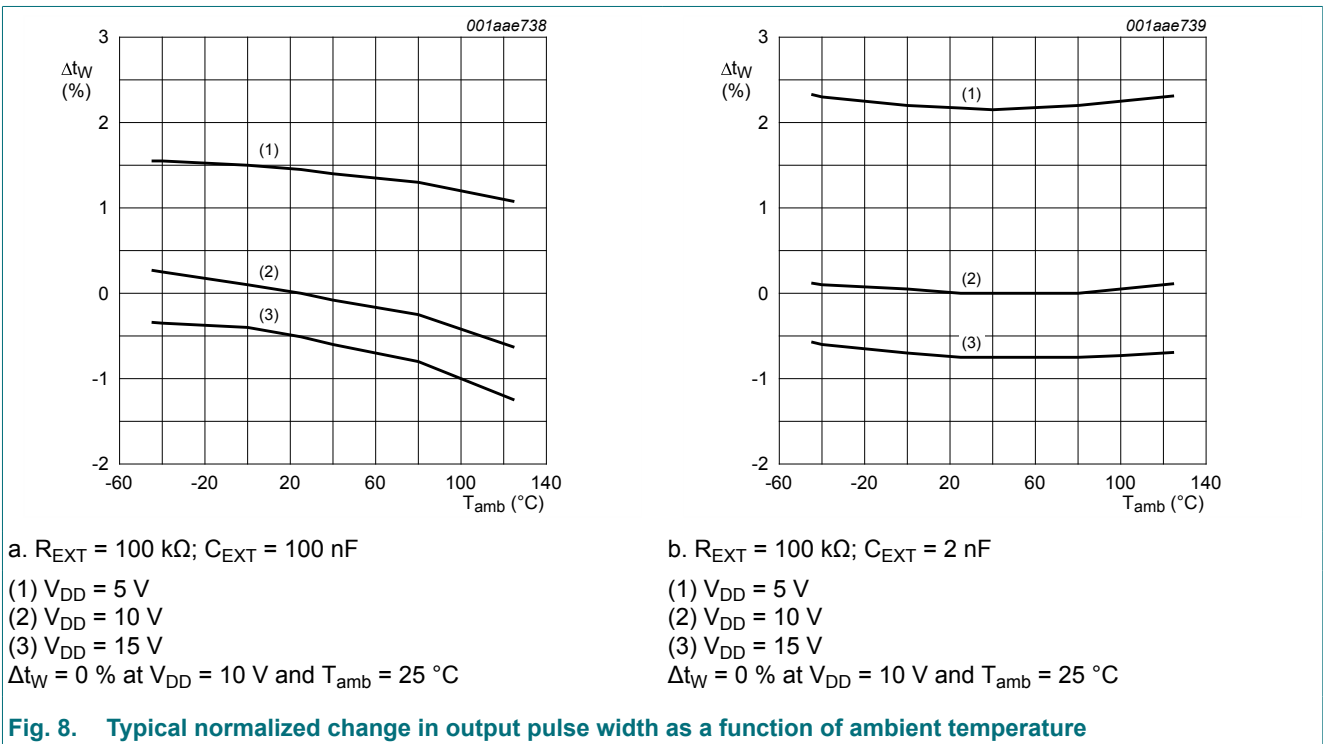 001aae738
3
ΔtW
(%)
2
1
0
-1
-2
(1)
(2)
(3)
-60 -20 20 60 100 140
Tamb (°C)
a. REXT = 100 kΩ; CEXT = 100 nF
(1) VDD = 5 V
(2) VDD = 10 V
(3) VDD = 15 V
ΔtW = 0 % at VDD = 10 V and Tamb = 25 °C
001aae739
3
ΔtW
(%)
2
1
0
-1
-2
(1)
(2)
(3)
-60 -20 20 60 100 140
Tamb (°C)
b. REXT = 100 kΩ; CEXT = 2 nF
(1) VDD = 5 V
(2) VDD = 10 V
(3) VDD = 15 V
ΔtW = 0 % at VDD = 10 V and Tamb = 25 °C
Fig. 8. Typical normalized change in output pulse width as a function of ambient temperature